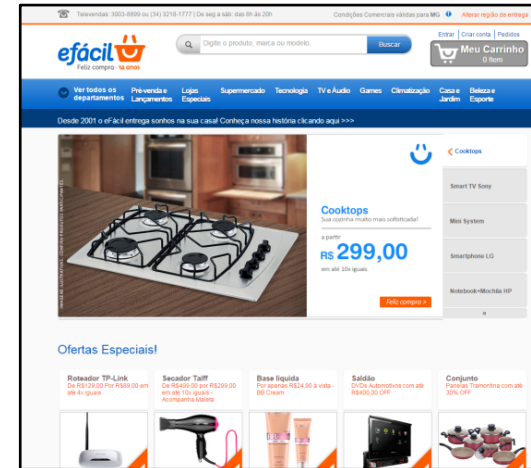 Televendas: 3003-8899 ou (34) 3218-1777 | De seg a sáb: das 8h às 20h
Condições Comerciais válidas para MG
Alterar região de entrega
efácil
Feliz compra - 14 anos
Digite o produto, marca ou modelo
Buscar
Entrar | Criar conta | Pedidos
Meu Carrinho
0 Item
Ver todos os departamentos
Pré-venda e Lançamentos
Lojas Especiais
Supermercado
Tecnologia
TV e Áudio
Games
Climatização
Casa e Jardim
Beleza e Esporte
Desde 2001 o eFácil entrega sonhos na sua casa! Conheça nossa história clicando aqui >>>
Cooktops
Sua cozinha muito mais sofisticada!
a partir
R$ 299,00
em até 10x iguais
Feliz compra >
Cooktops
Smart TV Sony
Mini System
Smartphone LG
Notebook+Mochila HP
Ofertas Especiais!
Roteador TP-Link
De R$129,00 Por R$89,00 em
até 4x iguais
Secador Taiff
De R$499,00 por R$299,00
em até 10x iguais -
Acompanha Maleta
Base líquida
Por apenas R$24,90 à vista -
BB Cream
Saldão
DVDs Automotivos com até
R$400,00 OFF
Conjunto
Panelas Tramontina com até
30% OFF